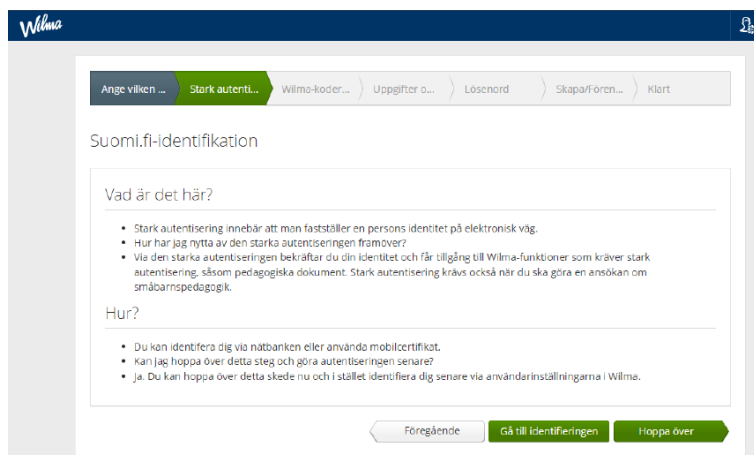 Wilma
Ange vilken ... Stark autenti... Wilma-koder... Uppgifter o... Lösenord Skapa/Fören... Klart
Suomi.fi-identifikation
Vad är det här?
• Stark autentisering innebär att man fastställer en persons identitet på elektronisk väg.
• Hur har jag nytta av den starka autentiseringen framöver?
• Via den starka autentiseringen bekräftar du din identitet och får tillgång till Wilma-funktioner som kräver stark
autentisering, såsom pedagogiska dokument. Stark autentisering krävs också när du ska göra en ansökan om
småbarnspedagogik.
Hur?
• Du kan identifera dig via nätbanken eller använda mobilcertifikat.
• Kan jag hoppa över detta steg och göra autentiseringen senare?
• Ja. Du kan hoppa över detta skede nu och i stället identifiera dig senare via användarinställningarna i Wilma.
Föregående Gå till identifieringen Hoppa över